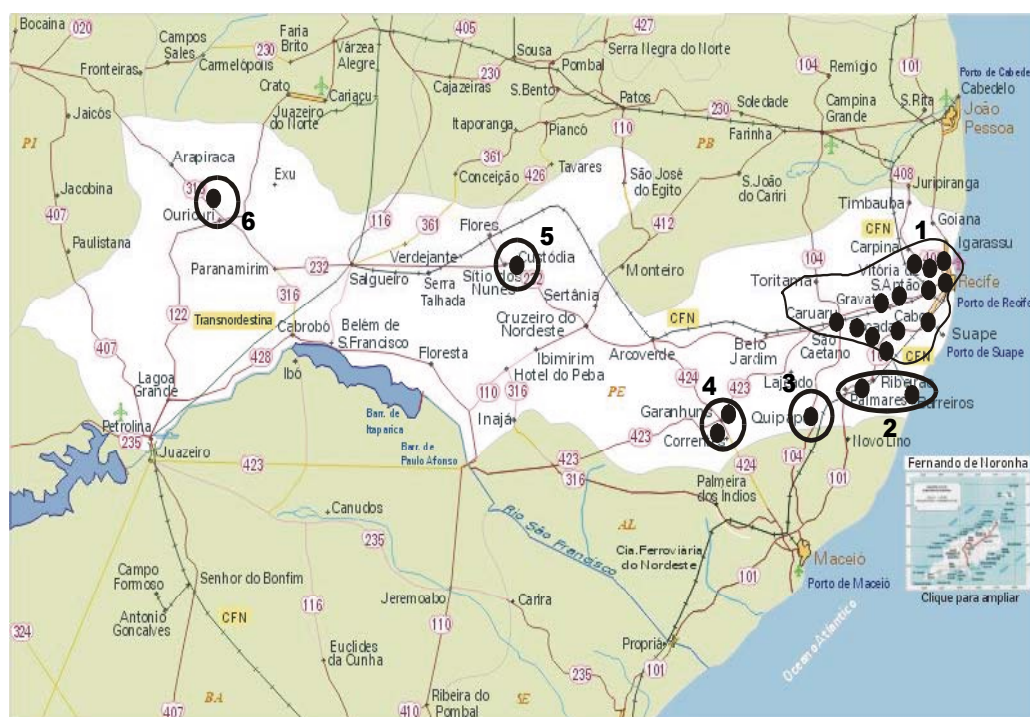 Bocaina
020
Campos
Sales
Faria
Brito
230
Carmelópolis
Várzea
Alegre
405
Sousa
427
Serra Negra do Norte
Pombal
104
Remígio
101
Porto de Cabede
Cabedelo
Fronteiras
Crato
Cariaçu
Cajazeiras
230
S.Bento
Patos
230
Soledade
Campina
Grande
S.Rita
João
Pessoa
Jaicós
Juazeiro
do Norte
Itaporanga
Piancó
110
Farinha
PI
Arapiraca
361
Conceição
Tavares
426
PB
408
Juripiranga
São José
do Egito
S.João
do Cariri
Jacobina
Exu
Timbauba
407
Ouricuri
6
116
361
Flores
412
CFN
Goiana
1
Paulistana
5
Carpina
Igarassu
Verdejante
Custódia
Monteiro
104
Toritama
Vitória de
S.Antão
Recife
Paranamirim
232
Salgueiro
Serra
Talhada
Sítio dos
Nunes
232
Sertânia
Gravatá
Porto de Recife
316
122
Transnordestina
Cabrobó
Belém de
S.Francisco
Cruzeiro do
Nordeste
CFN
Caruaru
Cabo
Suape
São
Caetano
CFN
Porto de Suape
407
428
Floresta
Ibimirim
Arcoverde
Belo
Jardim
Lagoa
Grande
Ibó
110
316
Hotel do Peba
424
423
Lajedo
3
Ribeirão
PE
4
Palmares
Barreiros
2
Petrolina
Barr. de
Itaparica
Inajá
Garanhuns
Quipapá
235
Juazeiro
Barr. de
Paulo Afonso
423
Correntes
Novo Lino
423
423
316
424
104
101
Fernando de Noronha
Palmeira
dos Indios
Canudos
Rio São Francisco
AL
235
Cia. Ferroviária
do Nordeste
Maceió
Campo
Formoso
Senhor do Bonfim
101
Porto de Maceió
Clique para ampliar
Antonio
Goncalves
CFN
116
Jeremoabo
Carira
Oceano Atlântico
324
110
Propriá
Euclides
da Cunha
101
235
BA
407
410
Ribeira do
Pombal
SE